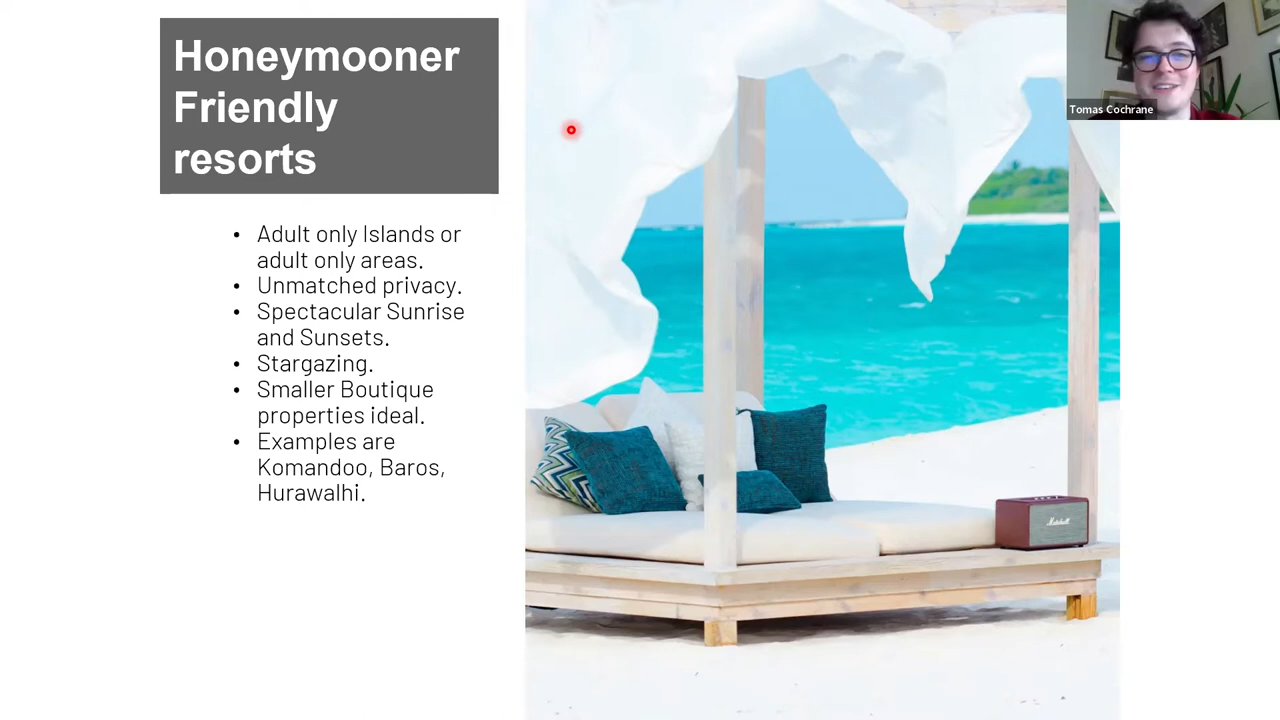 Honeymooner
Friendly
resorts
Tomas Cochrane
• Adult only Islands or
adult only areas.
• Unmatched privacy.
• Spectacular Sunrise
and Sunsets.
• Stargazing.
• Smaller Boutique
properties ideal.
• Examples are
Komandoo, Baros,
Hurawalhi.
Marshall